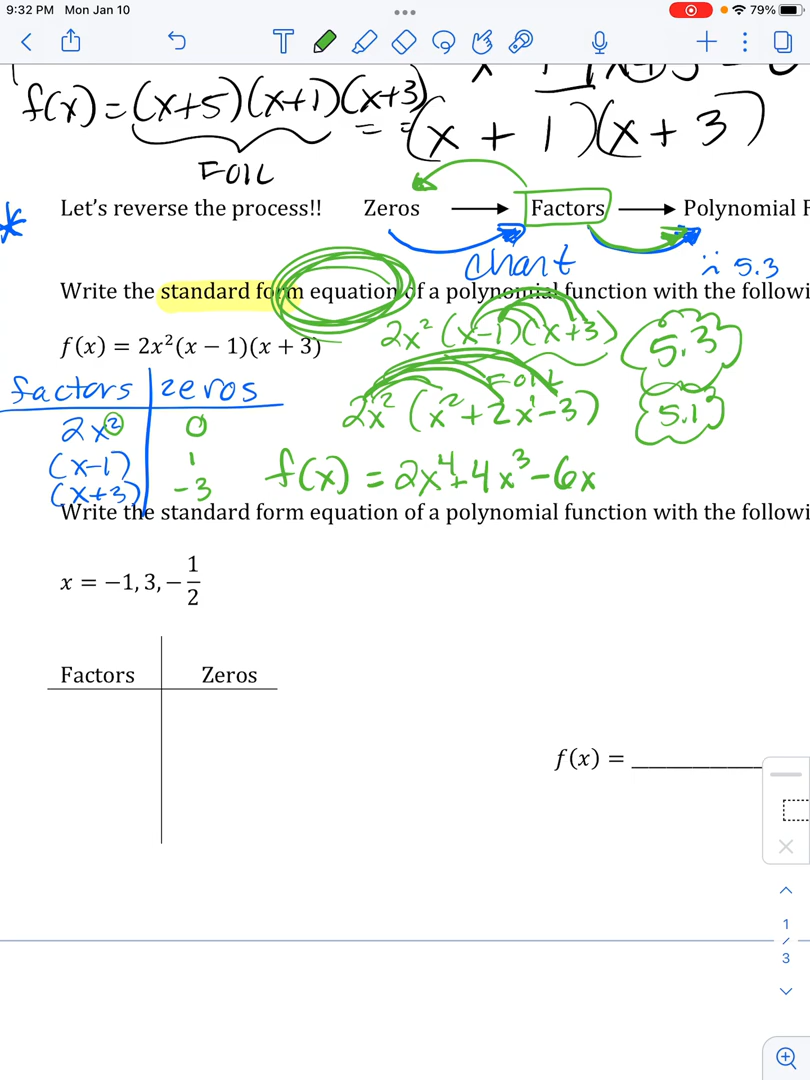 9:32 PM Mon Jan 10
79%
f(x) = (x+5)(x+1)(x+3)
= (x + 1)(x + 3)
FOIL
Let's reverse the process!! Zeros → Factors → Polynomial F
chart
5.3
Write the standard form equation of a polynomial function with the followi
f(x) = 2x²(x − 1)(x + 3)
2x² (x-1)(x+3)
5.3
FOIL
factors | zeros
2x² (x²+2x-3)
5.1
2x² | 0
(x-1) | 1
(x+3) | -3
f(x) = 2x⁴+4x³-6x
Write the standard form equation of a polynomial function with the followi
x = −1, 3, −1/2
Factors Zeros
f(x) = ___________
1
/
3